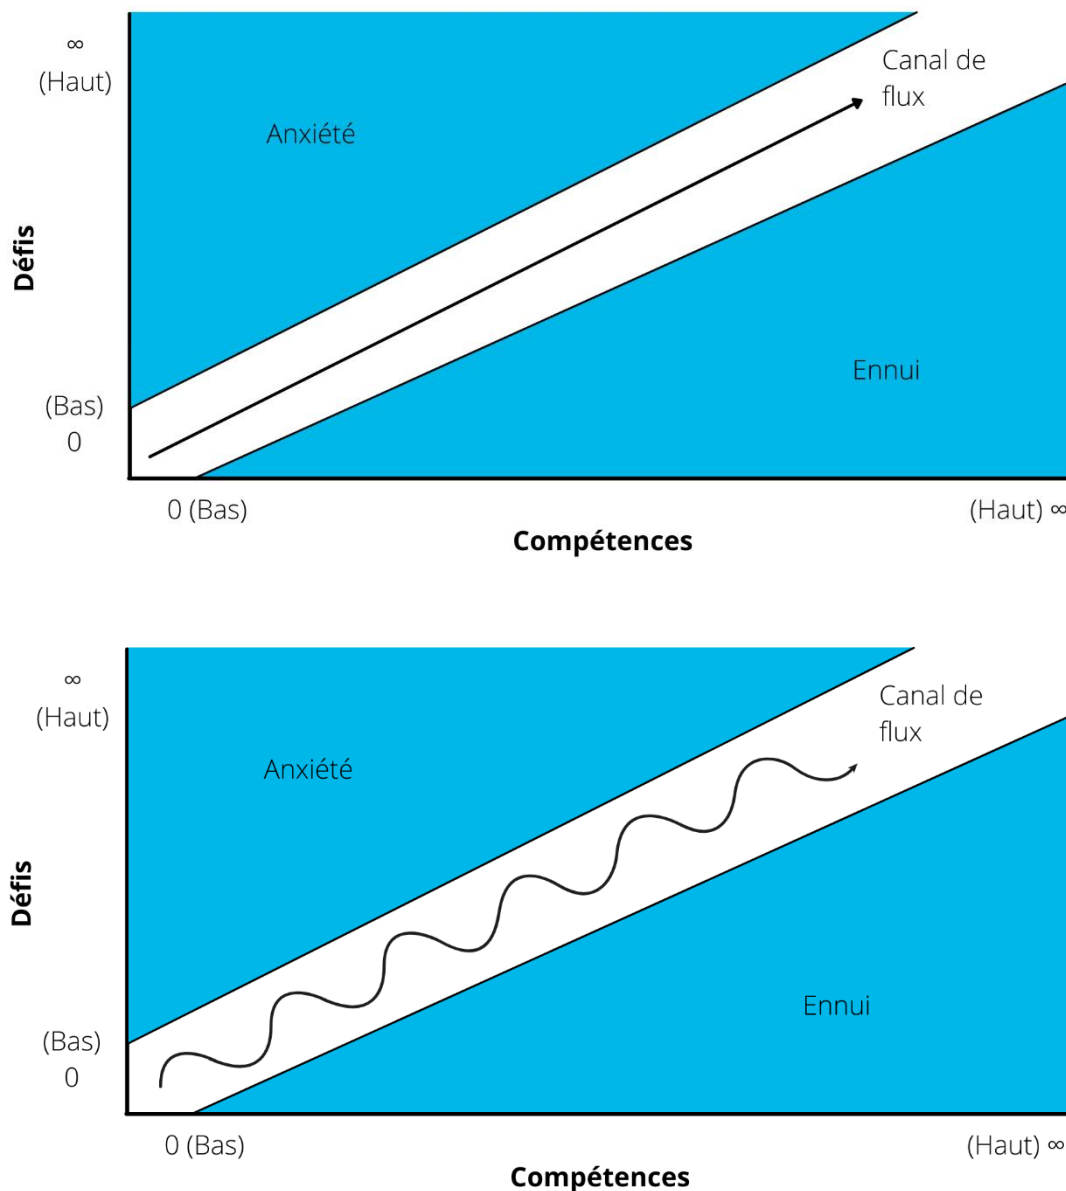 ∞
(Haut)
Canal de
flux
Anxiété
Défis
Ennui
(Bas)
0
0 (Bas)
(Haut) ∞
Compétences
∞
(Haut)
Canal de
flux
Anxiété
Défis
Ennui
(Bas)
0
0 (Bas)
(Haut) ∞
Compétences